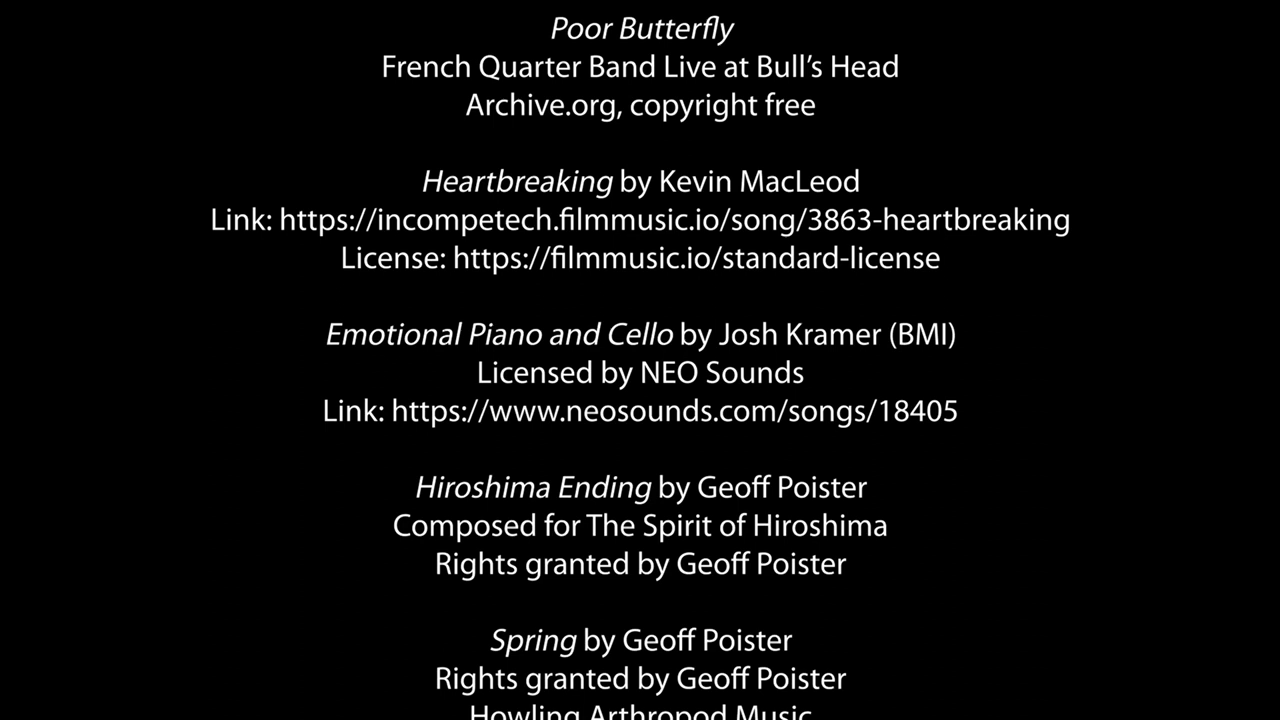 Poor Butterfly
French Quarter Band Live at Bull’s Head
Archive.org, copyright free
Heartbreaking by Kevin MacLeod
Link: https://incompetech.filmmusic.io/song/3863-heartbreaking
License: https://filmmusic.io/standard-license
Emotional Piano and Cello by Josh Kramer (BMI)
Licensed by NEO Sounds
Link: https://www.neosounds.com/songs/18405
Hiroshima Ending by Geoff Poister
Composed for The Spirit of Hiroshima
Rights granted by Geoff Poister
Spring by Geoff Poister
Rights granted by Geoff Poister
Howling Arthropod Music